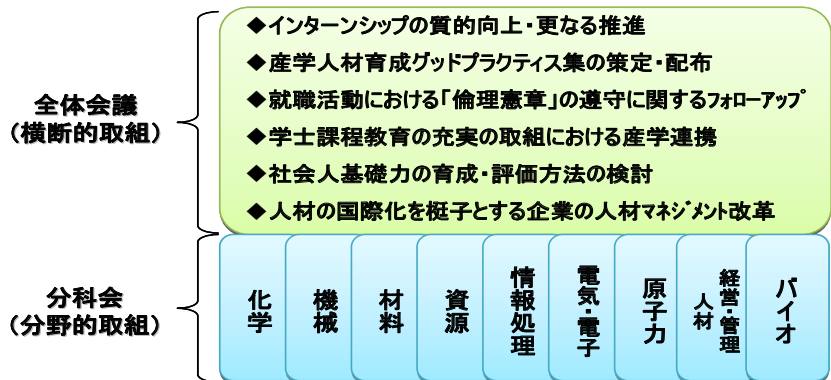 全体会議
(横断的取組)
◆インターンシップの質的向上・更なる推進
◆産学人材育成グッドプラクティス集の策定・配布
◆就職活動における「倫理憲章」の遵守に関するﾌｫﾛｰｱｯﾌﾟ
◆学士課程教育の充実の取組における産学連携
◆社会人基礎力の育成・評価方法の検討
◆人材の国際化を梃子とする企業の人材ﾏﾈｼﾞﾒﾝﾄ改革
分科会
(分野的取組)
化学
機械
材料
資源
情報処理
電気・電子
原子力
経営・管理
人材
バイオ